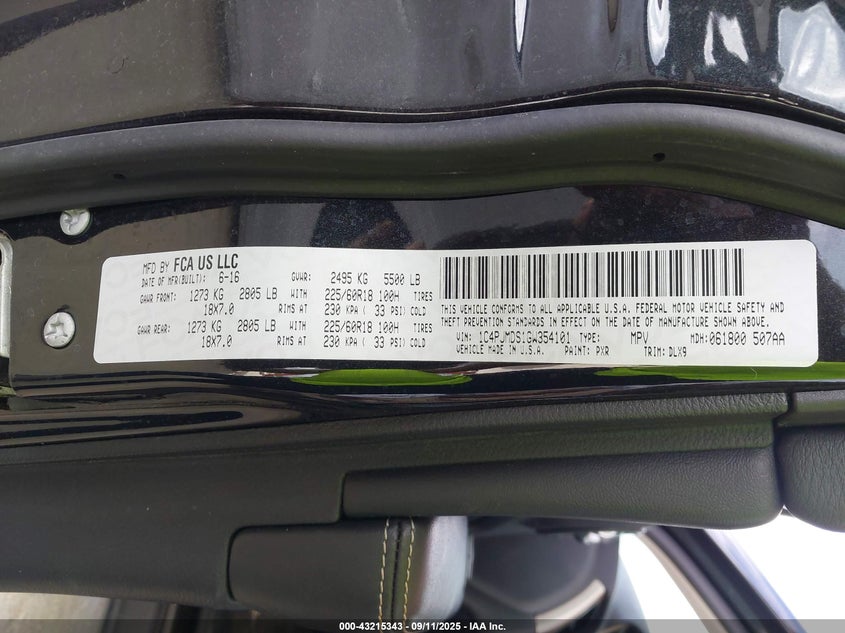 MFD BY FCA US LLC
DATE OF MFR(BUILT): 6-16 GVWR: 2495 KG 5500 LB
GAWR FRONT: 1273 KG 2805 LB WITH 225/60R18 100H TIRES
18X7.0 RIMS AT 230 KPA ( 33 PSI) COLD
GAWR REAR: 1273 KG 2805 LB WITH 225/60R18 100H TIRES
18X7.0 RIMS AT 230 KPA ( 33 PSI) COLD
THIS VEHICLE CONFORMS TO ALL APPLICABLE U.S.A. FEDERAL MOTOR VEHICLE SAFETY AND
THEFT PREVENTION STANDARDS IN EFFECT ON THE DATE OF MANUFACTURE SHOWN ABOVE.
VIN: 1C4PJMDS1GW354101 TYPE: MPV MDH: 061800 507AA
VEHICLE MADE IN U.S.A. PAINT: PXR TRIM: DLX9
000-43215343 - 09/11/2025 - IAA Inc.